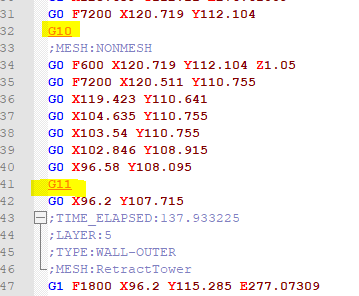 31 G0 F7200 X120.719 Y112.104
32 G10
33 ;MESH:NONMESH
34 G0 F600 X120.719 Y112.104 Z1.05
35 G0 F7200 X120.511 Y110.755
36 G0 X119.423 Y110.641
37 G0 X104.635 Y110.755
38 G0 X103.54 Y110.755
39 G0 X102.846 Y108.915
40 G0 X96.58 Y108.095
41 G11
42 G0 X96.2 Y107.715
43 ;TIME_ELAPSED:137.933225
44 ;LAYER:5
45 ;TYPE:WALL-OUTER
46 ;MESH:RetractTower
47 G1 F1800 X96.2 Y115.285 E277.07309